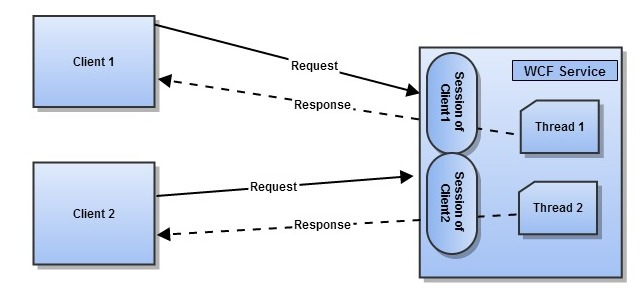 Client 1
Request
Response
Client 2
Request
Response
WCF Service
Session of
Client1
Thread 1
Session of
Client2
Thread 2